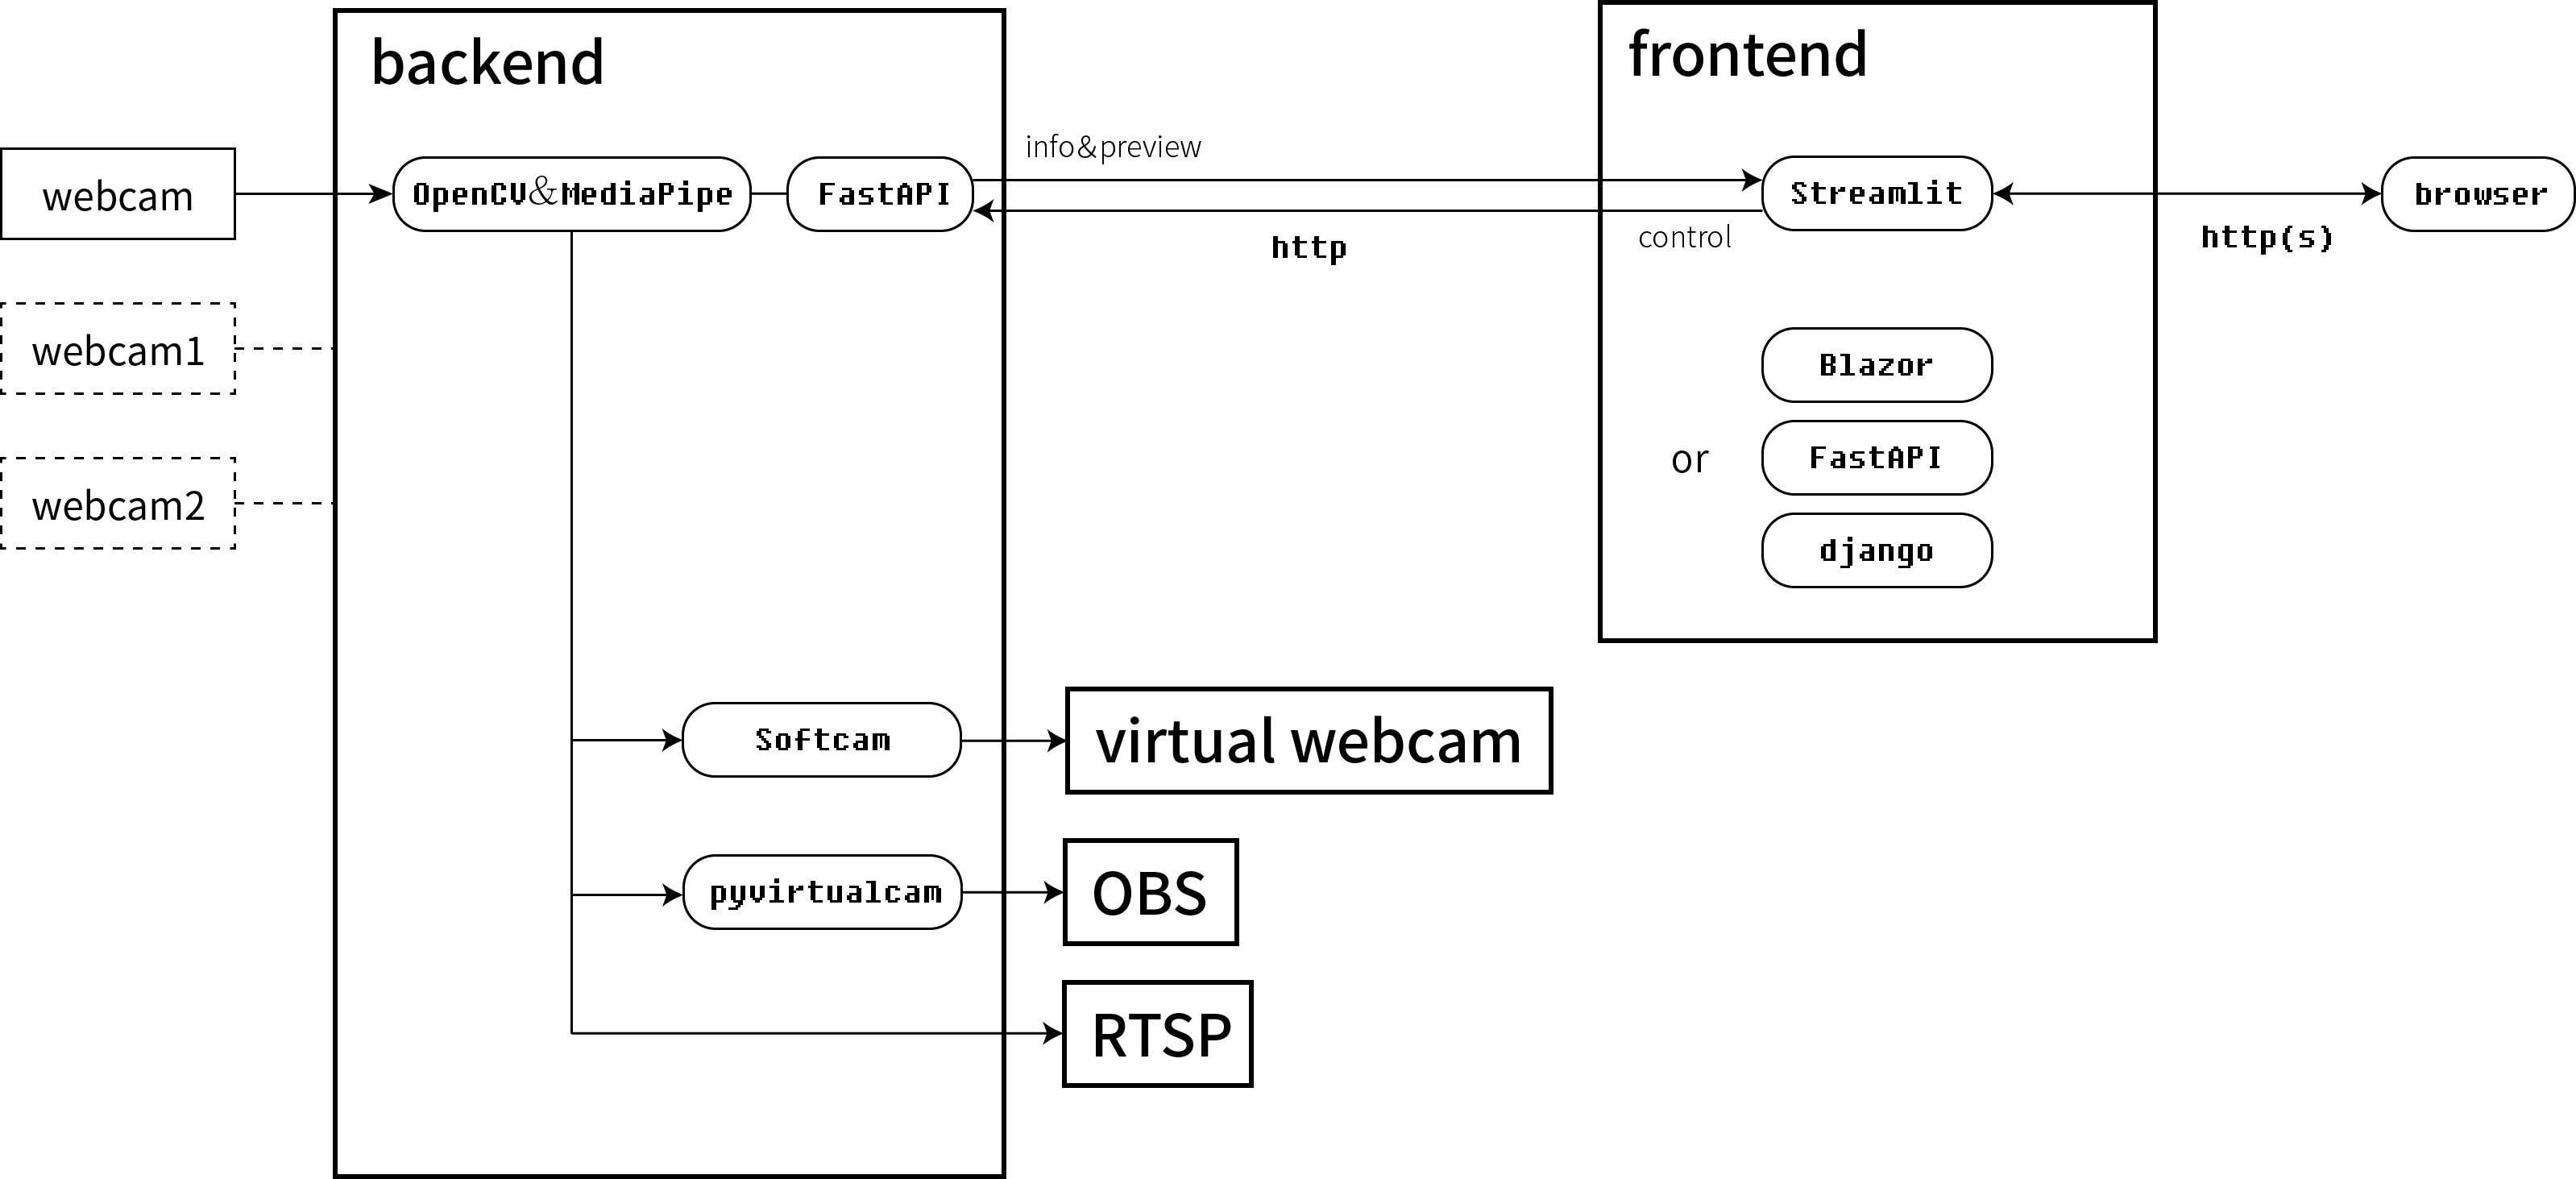 backend
frontend
info&preview
webcam
OpenCV&MediaPipe
FastAPI
Streamlit
browser
http
control
http(s)
webcam1
Blazor
webcam2
or
FastAPI
django
Softcam
virtual webcam
pyvirtualcam
OBS
RTSP